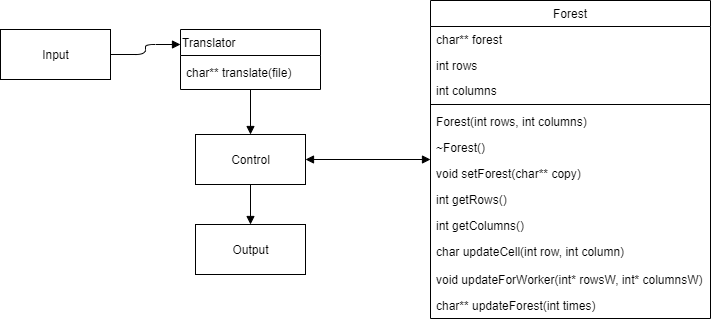 Input
Translator
char** translate(file)
Control
Output
Forest
char** forest
int rows
int columns
Forest(int rows, int columns)
~Forest()
void setForest(char** copy)
int getRows()
int getColumns()
char updateCell(int row, int column)
void updateForWorker(int* rowsW, int* columnsW)
char** updateForest(int times)